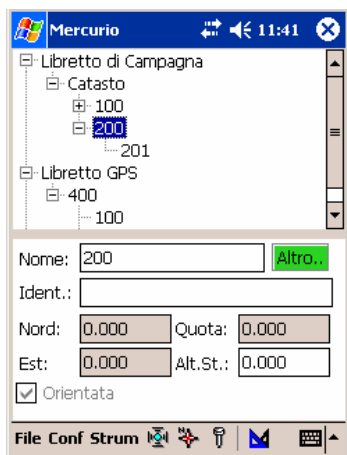 Mercurio 11:41
Libretto di Campagna
Catasto
100
200
201
Libretto GPS
400
100
Nome: 200 Altro..
Ident.:
Nord: 0.000 Quota: 0.000
Est: 0.000 Alt.St.: 0.000
Orientata
File Conf Strum